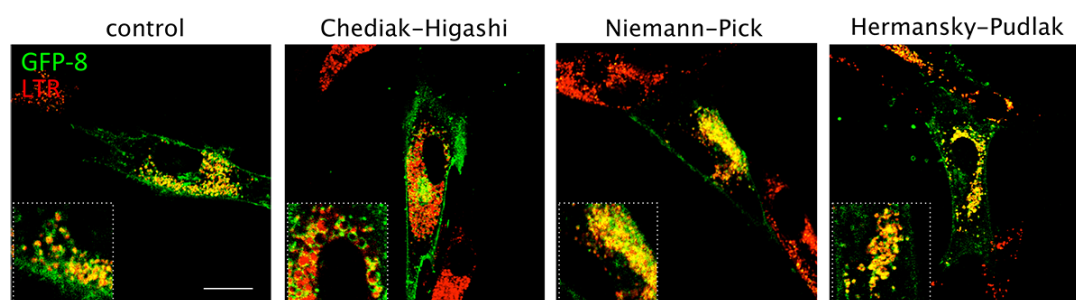 control
Chediak-Higashi
Niemann-Pick
Hermansky-Pudlak
GFP-8
LTR